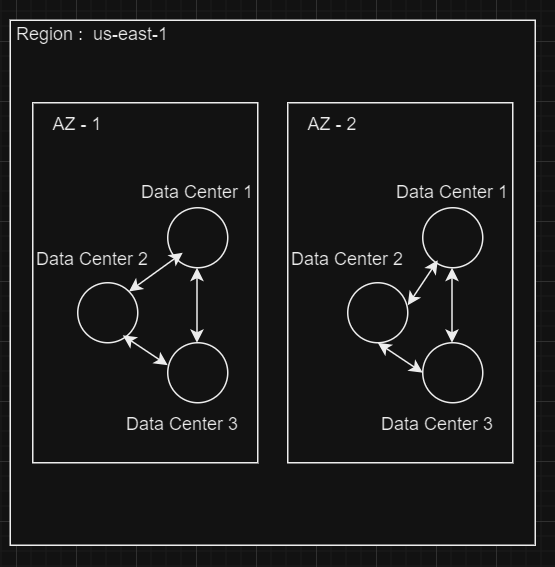 Region :  us-east-1
AZ - 1
Data Center 1
Data Center 2
Data Center 3
AZ - 2
Data Center 1
Data Center 2
Data Center 3